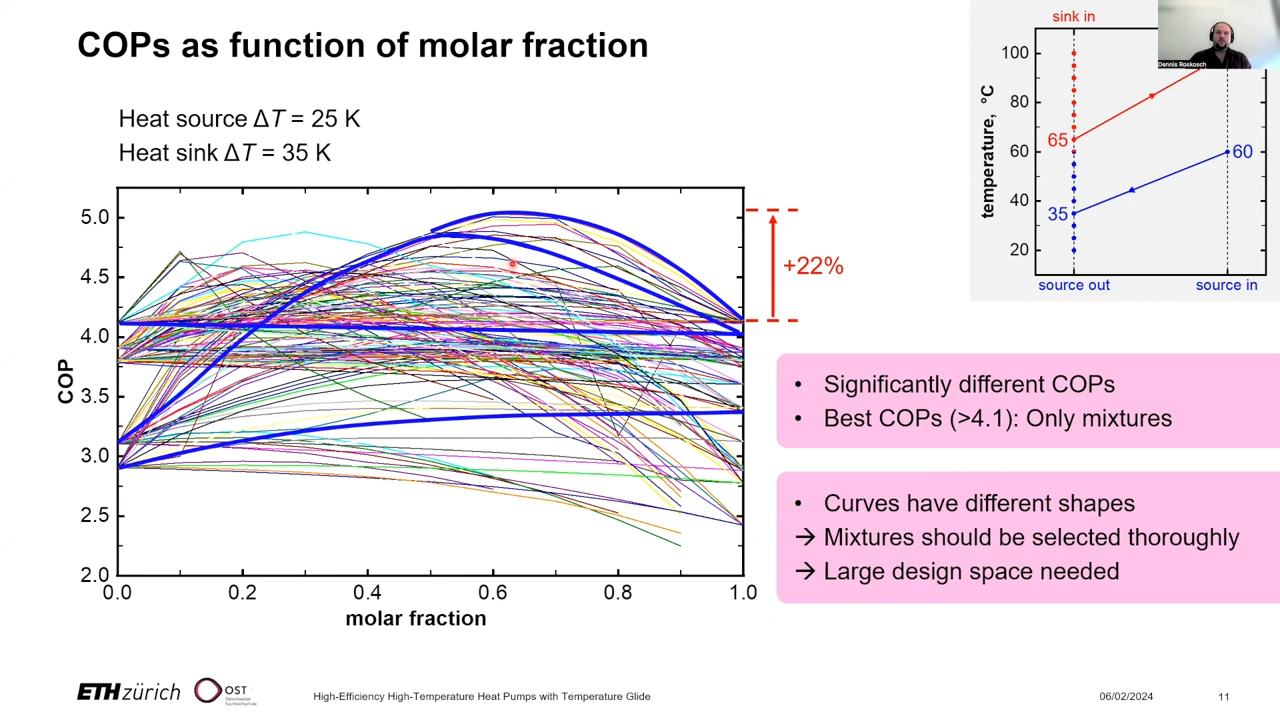 COPs as function of molar fraction
Heat source ΔT = 25 K
Heat sink ΔT = 35 K
5.0
4.5
4.0
3.5
3.0
2.5
2.0
COP
0.0
0.2
0.4
0.6
0.8
1.0
molar fraction
+22%
sink in
Dennis Roskosch
100
80
60
40
20
temperature, °C
65
35
60
source out
source in
• Significantly different COPs
• Best COPs (>4.1): Only mixtures
• Curves have different shapes
→ Mixtures should be selected thoroughly
→ Large design space needed
ETH zürich
OST
Ostschweizer
Fachhochschule
High-Efficiency High-Temperature Heat Pumps with Temperature Glide
06/02/2024
11